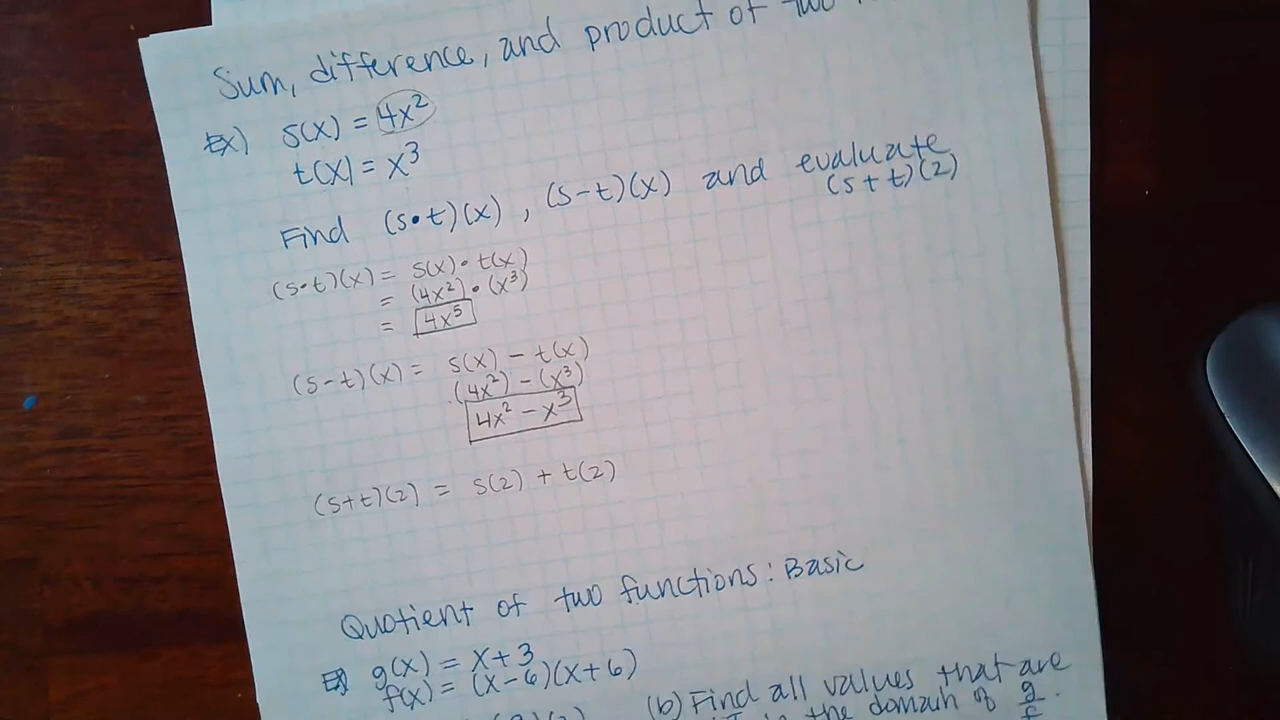 Sum, difference, and product of two
Ex) s(x) = 4x²
t(x) = x³
Find (s•t)(x), (s-t)(x) and evaluate
(s+t)(2)
(s•t)(x) = s(x)•t(x)
= (4x²)•(x³)
= 4x⁵
(s-t)(x) = s(x) - t(x)
(4x²) - (x³)
4x² - x³
(s+t)(2) = s(2) + t(2)
Quotient of two functions: Basic
Ex) g(x) = x+3
f(x) = (x-6)(x+6)
(b) Find all values that are
in the domain of g/f.